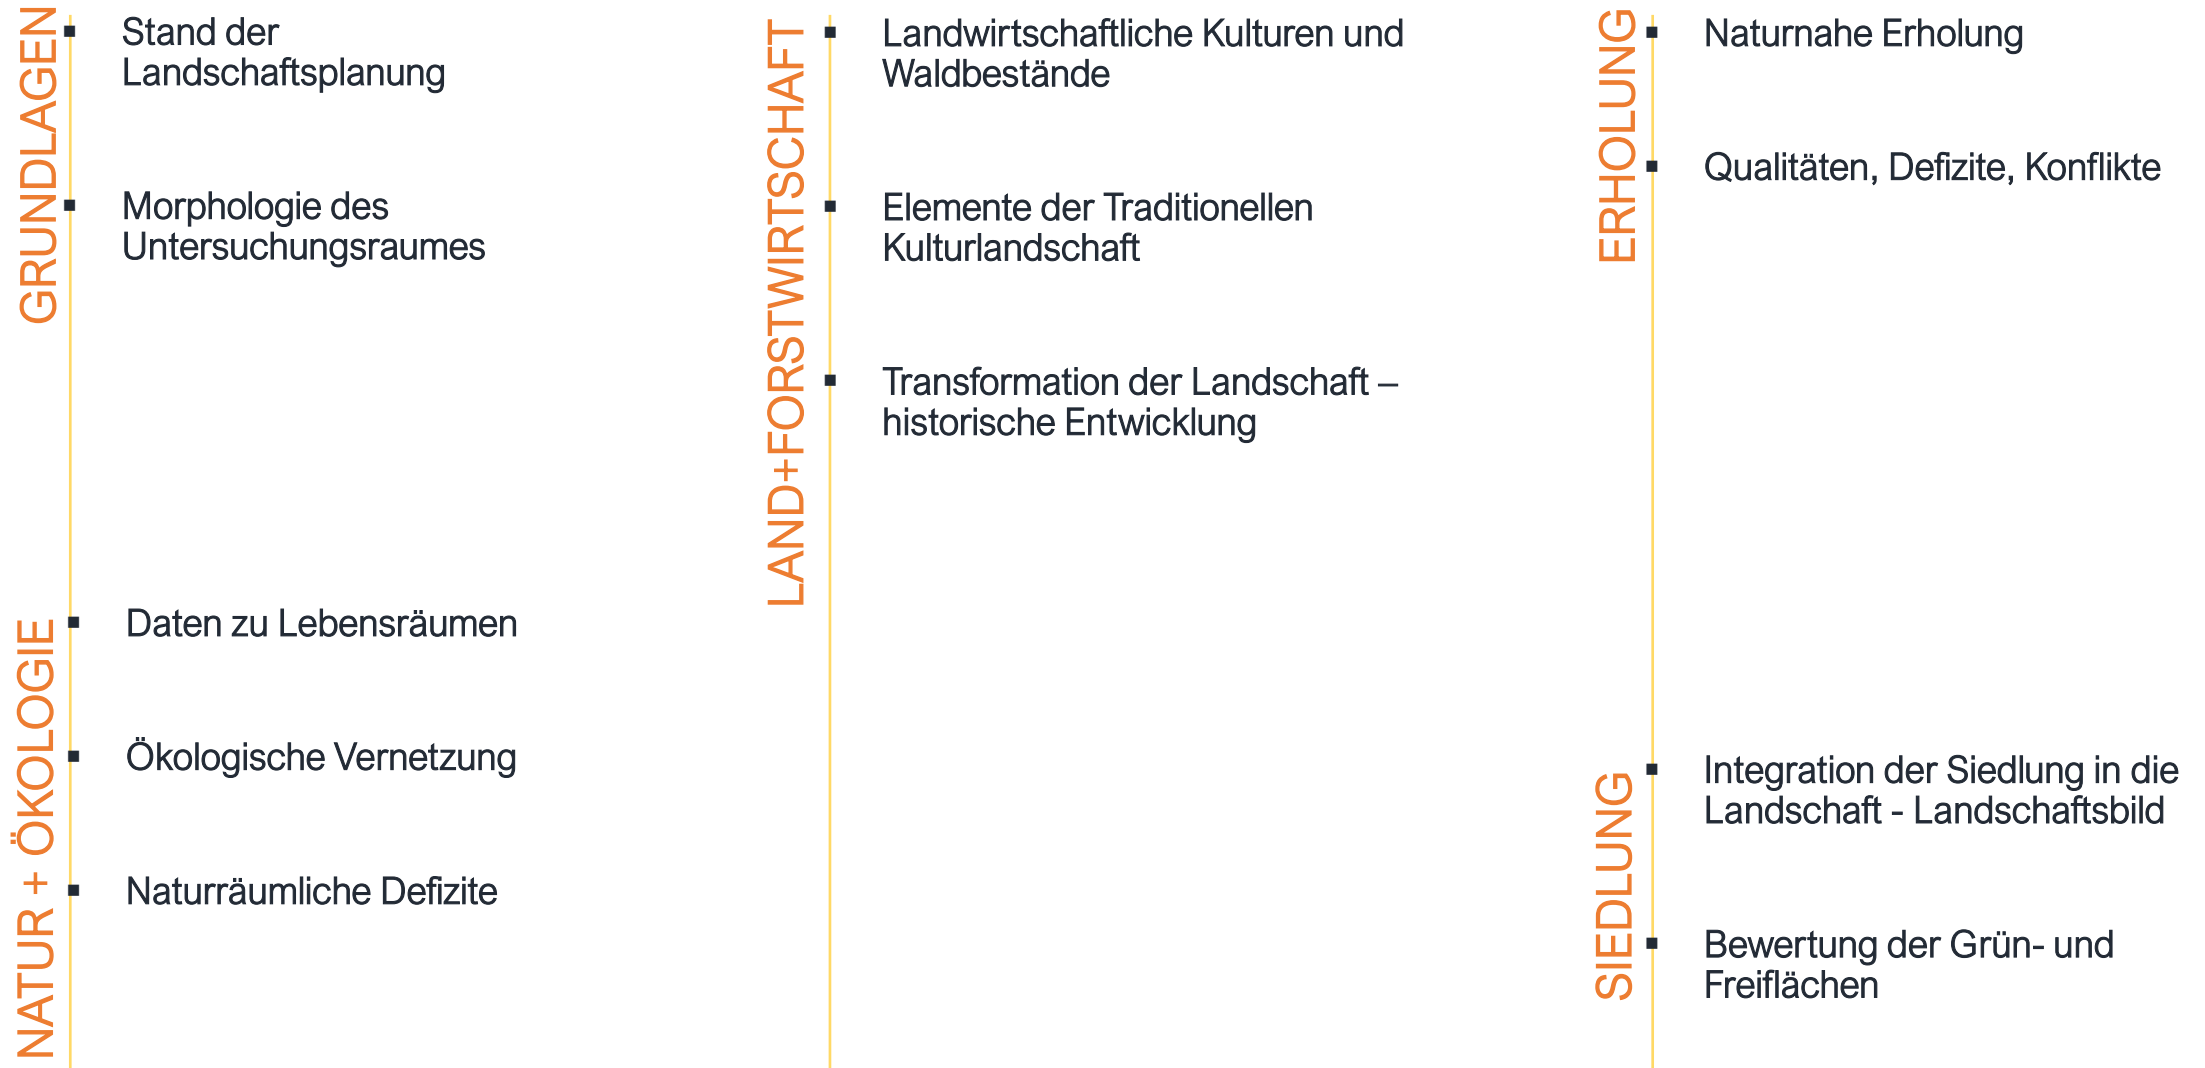 GRUNDLAGEN
Stand der
Landschaftsplanung
Morphologie des
Untersuchungsraumes
NATUR + ÖKOLOGIE
Daten zu Lebensräumen
Ökologische Vernetzung
Naturräumliche Defizite
LAND+FORSTWIRTSCHAFT
Landwirtschaftliche Kulturen und
Waldbestände
Elemente der Traditionellen
Kulturlandschaft
Transformation der Landschaft –
historische Entwicklung
ERHOLUNG
Naturnahe Erholung
Qualitäten, Defizite, Konflikte
SIEDLUNG
Integration der Siedlung in die
Landschaft - Landschaftsbild
Bewertung der Grün- und
Freiflächen